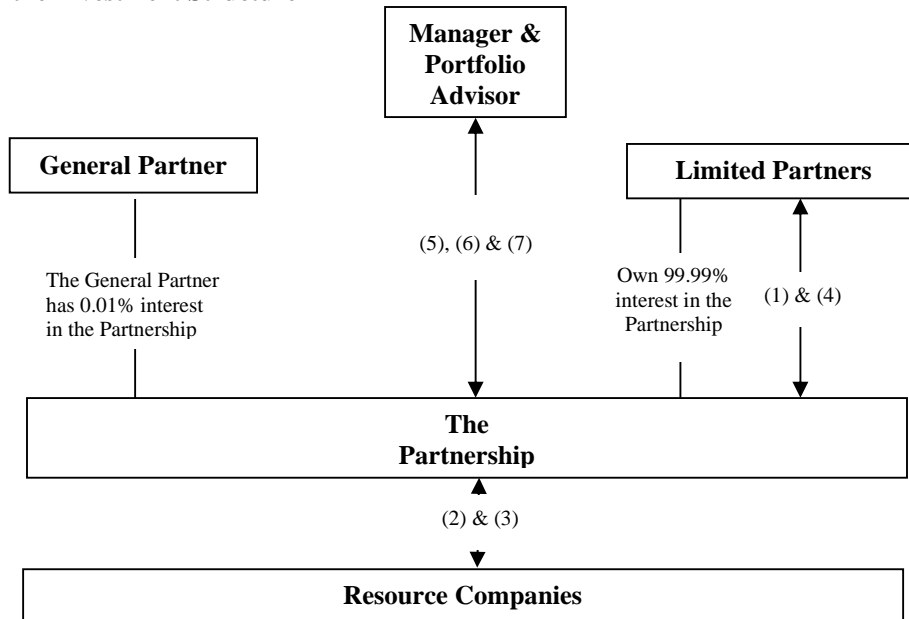 Manager &
Portfolio
Advisor
General Partner
Limited Partners
(5), (6) & (7)
The General Partner
has 0.01% interest
in the Partnership
Own 99.99%
interest in the
Partnership
(1) & (4)
The
Partnership
(2) & (3)
Resource Companies